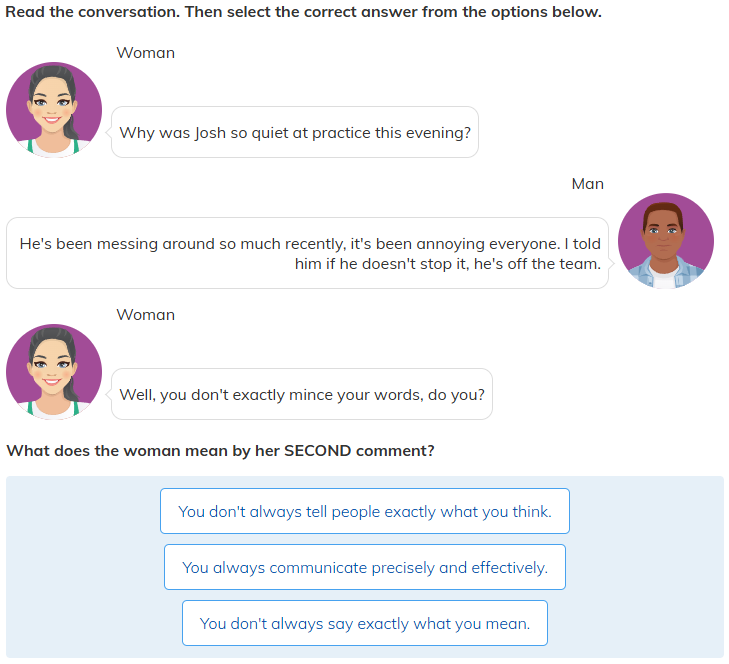 Read the conversation. Then select the correct answer from the options below.
Woman
Why was Josh so quiet at practice this evening?
Man
He's been messing around so much recently, it's been annoying everyone. I told
him if he doesn't stop it, he's off the team.
Woman
Well, you don't exactly mince your words, do you?
What does the woman mean by her SECOND comment?
You don't always tell people exactly what you think.
You always communicate precisely and effectively.
You don't always say exactly what you mean.